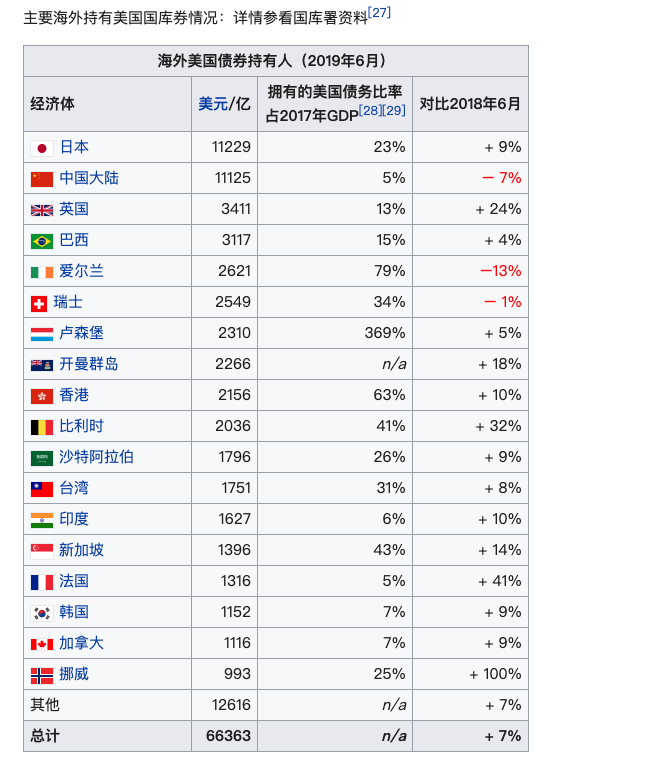 主要海外持有美国国库券情况：详情参看国库署资料[27]
海外美国债券持有人（2019年6月）
经济体 美元/亿 拥有的美国债务比率占2017年GDP[28][29] 对比2018年6月
日本 11229 23% + 9%
中国大陆 11125 5% － 7%
英国 3411 13% + 24%
巴西 3117 15% + 4%
爱尔兰 2621 79% －13%
瑞士 2549 34% － 1%
卢森堡 2310 369% + 5%
开曼群岛 2266 n/a + 18%
香港 2156 63% + 10%
比利时 2036 41% + 32%
沙特阿拉伯 1796 26% + 9%
台湾 1751 31% + 8%
印度 1627 6% + 10%
新加坡 1396 43% + 14%
法国 1316 5% + 41%
韩国 1152 7% + 9%
加拿大 1116 7% + 9%
挪威 993 25% + 100%
其他 12616 n/a + 7%
总计 66363 n/a + 7%